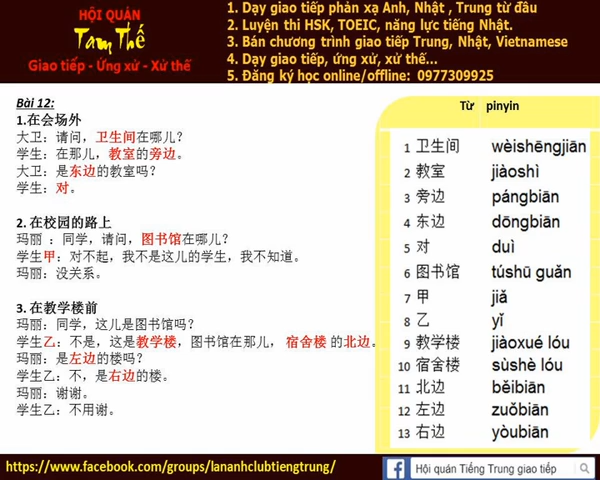 HỘI QUÁN
Tam Thế
Giao tiếp - Ứng xử - Xử thế
1. Dạy giao tiếp phản xạ Anh, Nhật , Trung từ đầu
2. Luyện thi HSK, TOEIC, năng lực tiếng Nhật.
3. Bán chương trình giao tiếp Trung, Nhật, Vietnamese
4. Dạy giao tiếp, ứng xử, xử thế...
5. Đăng ký học online/offline: 0977309925
Bài 12:
1.在会场外
大卫：请问，卫生间在哪儿？
学生：在那儿，教室的旁边。
大卫：是东边的教室吗？
学生：对。
2. 在校园的路上
玛丽 ：同学，请问，图书馆在哪儿？
学生甲：对不起，我不是这儿的学生，我不知道。
玛丽：没关系。
3. 在教学楼前
玛丽：同学，这儿是图书馆吗？
学生乙：不是，这是教学楼，图书馆在那儿， 宿舍楼 的北边。
玛丽：是左边的楼吗？
学生乙：不，是右边的楼。
玛丽：谢谢。
学生乙：不用谢。
Từ pinyin
1 卫生间 wèishēngjiān
2 教室 jiàoshì
3 旁边 pángbiān
4 东边 dōngbiān
5 对 duì
6 图书馆 túshū guǎn
7 甲 jiǎ
8 乙 yǐ
9 教学楼 jiàoxué lóu
10 宿舍楼 sùshè lóu
11 北边 běibiān
12 左边 zuǒbiān
13 右边 yòubiān
https://www.facebook.com/groups/lananhclubtiengtrung/
Hội quán Tiếng Trung giao tiếp